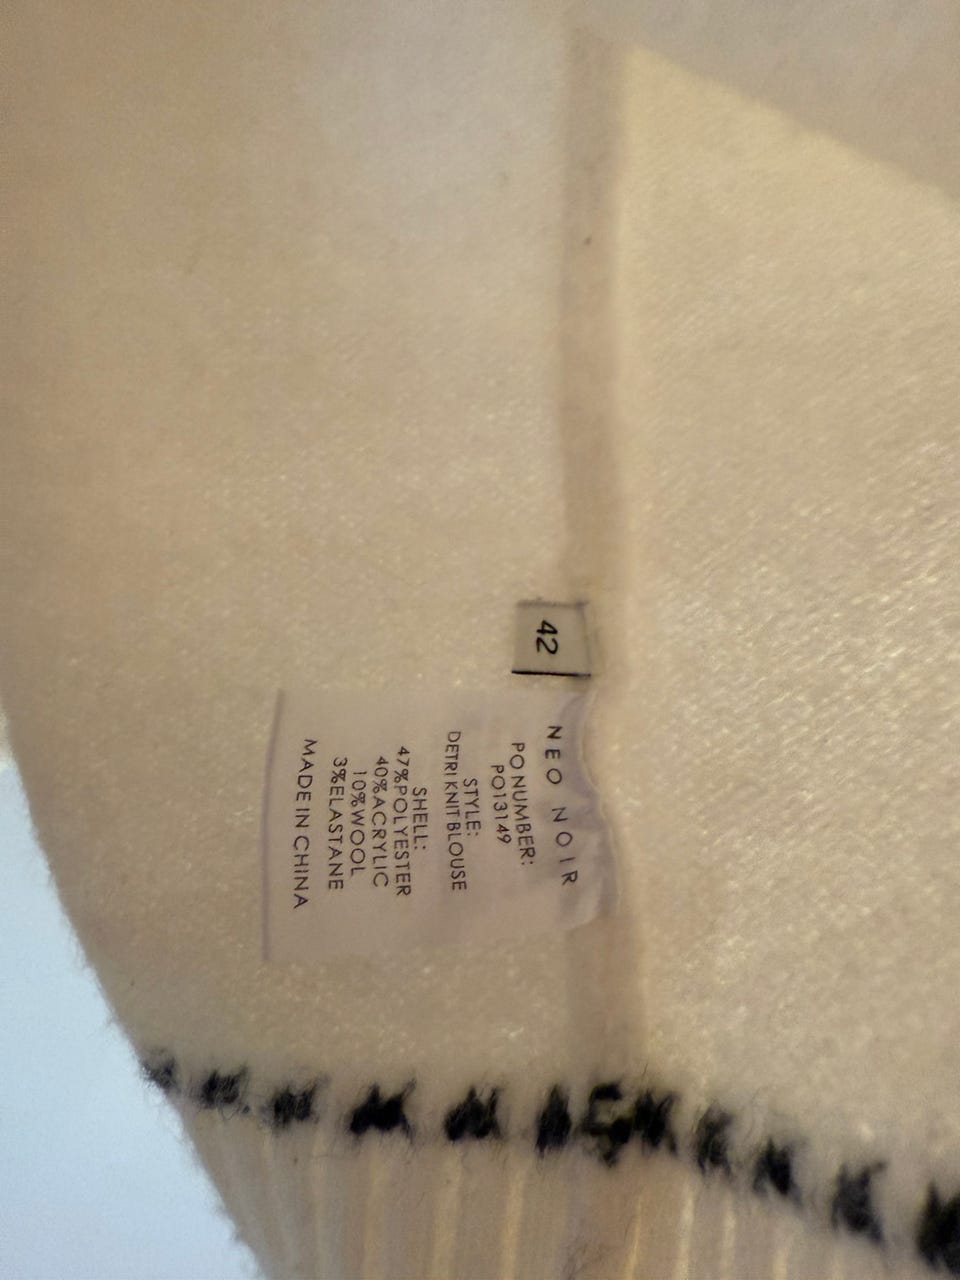 42
NEO NOIR
PO NUMBER:
PO13149
STYLE:
DETRI KNIT BLOUSE
SHELL:
47%POLYESTER
40%ACRYLIC
10%WOOL
3%ELASTANE
MADE IN CHINA